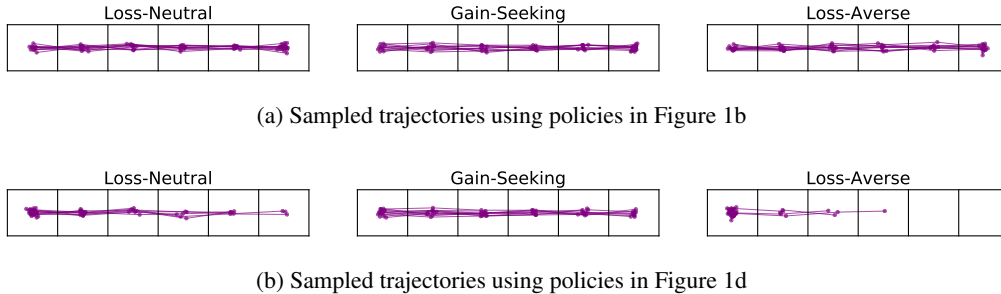 Loss-Neutral Gain-Seeking Loss-Averse
(a) Sampled trajectories using policies in Figure 1b
Loss-Neutral Gain-Seeking Loss-Averse
(b) Sampled trajectories using policies in Figure 1d